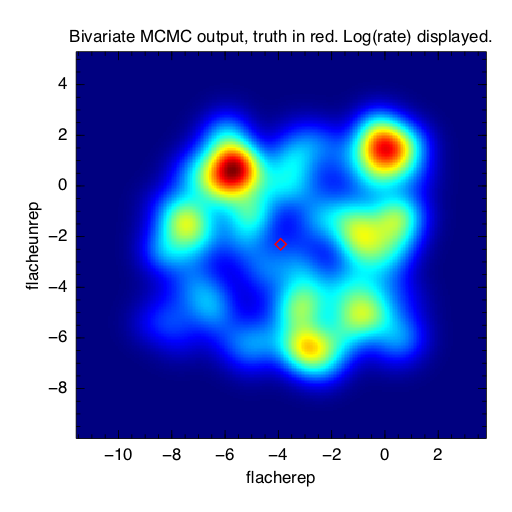 Bivariate MCMC output, truth in red. Log(rate) displayed.
4
2
0
−2
−4
−6
−8
flacheunrep
−10 −8 −6 −4 −2 0 2
flacherep